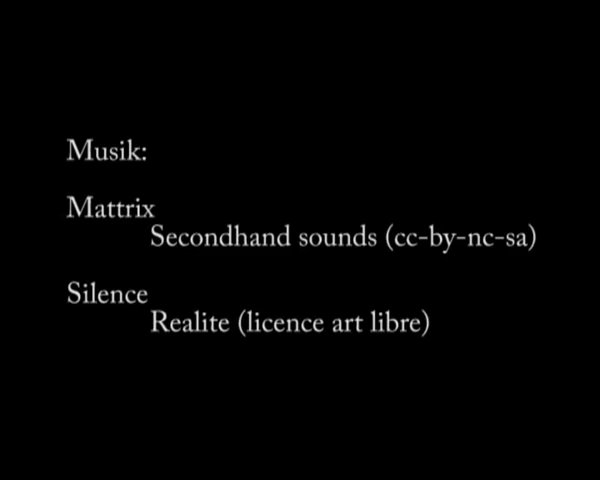 Musik:
Mattrix
Secondhand sounds (cc-by-nc-sa)
Silence
Realite (licence art libre)